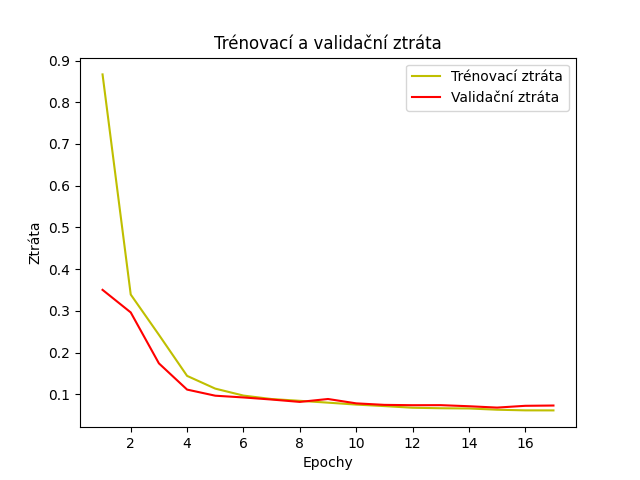 Trénovací a validační ztráta
Trénovací ztráta
Validační ztráta
Ztráta
0.9
0.8
0.7
0.6
0.5
0.4
0.3
0.2
0.1
2 4 6 8 10 12 14 16
Epochy